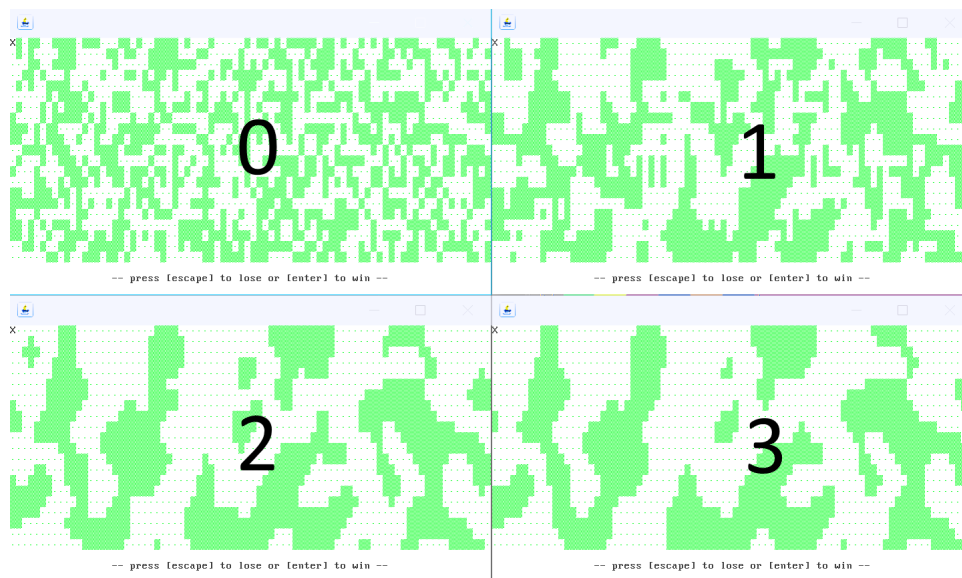 X
0
-- press [escape] to lose or [enter] to win --
X
1
-- press [escape] to lose or [enter] to win --
X
2
-- press [escape] to lose or [enter] to win --
X
3
-- press [escape] to lose or [enter] to win --